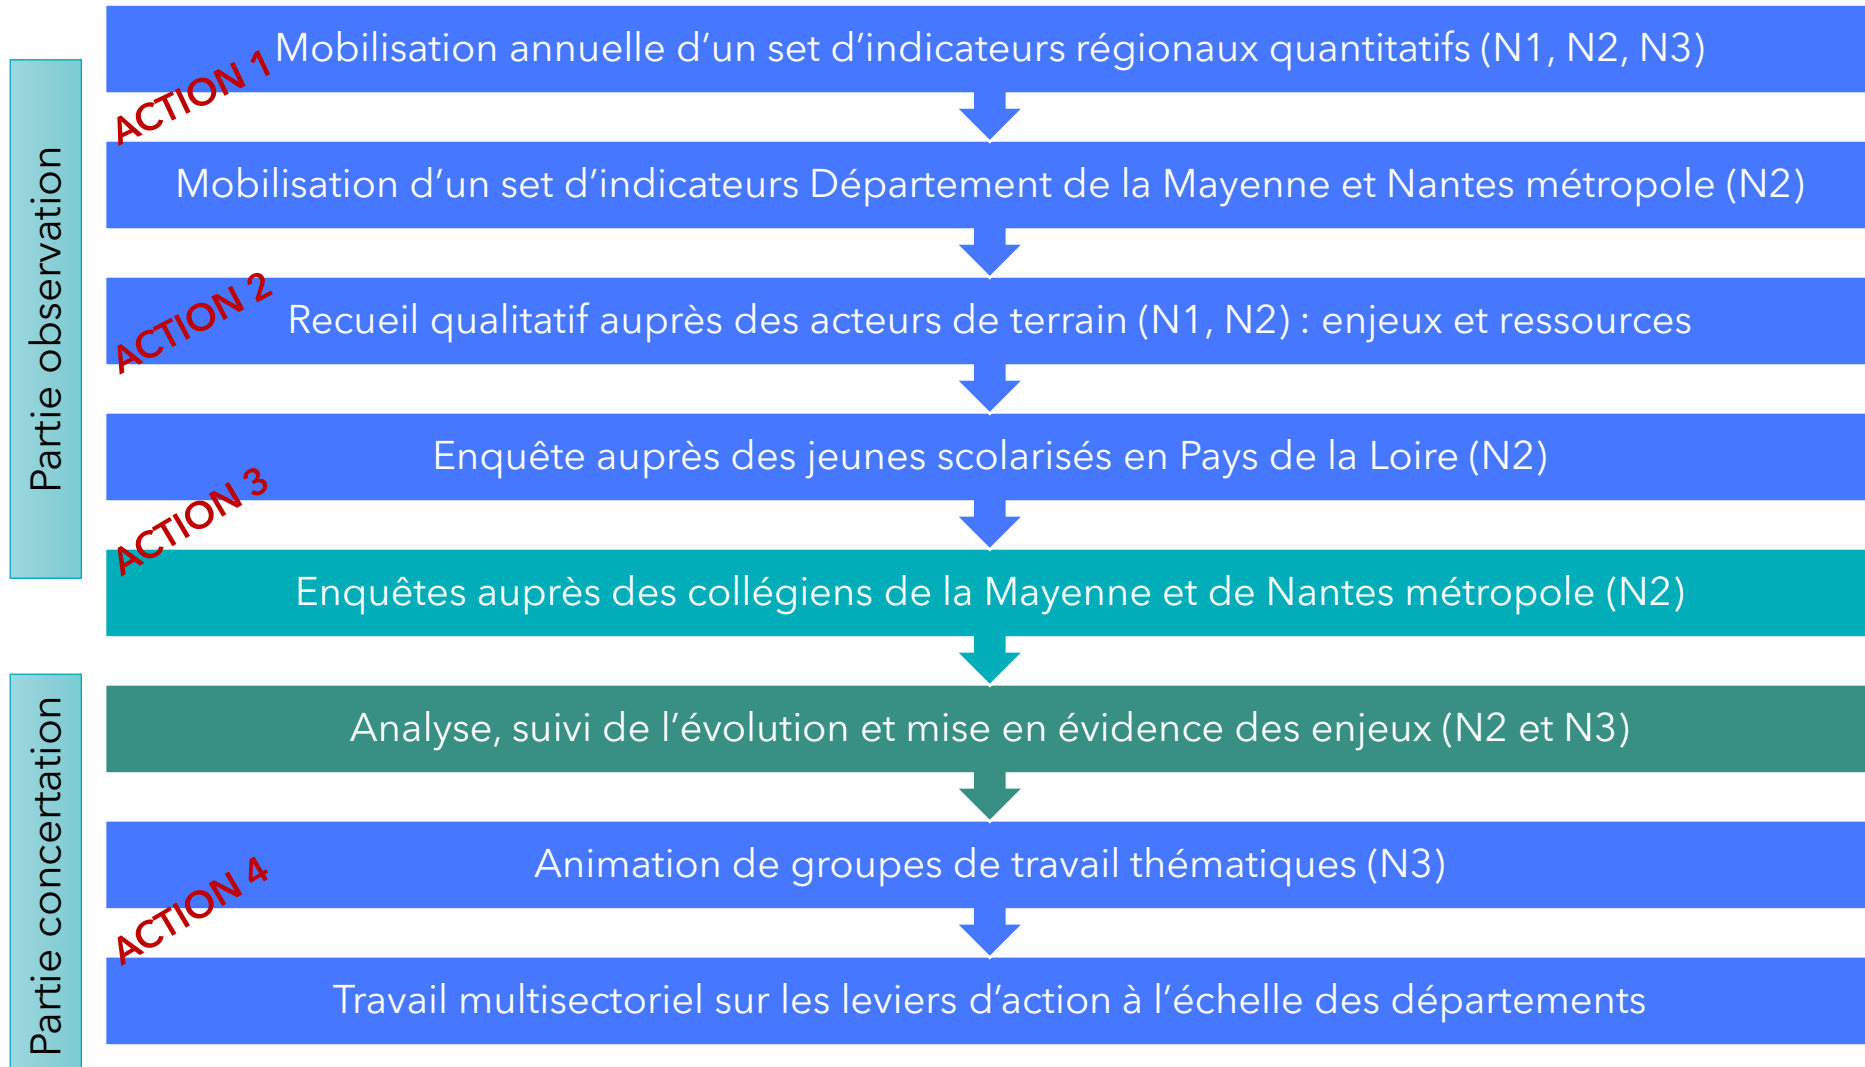 Partie observation
ACTION 1
Mobilisation annuelle d’un set d’indicateurs régionaux quantitatifs (N1, N2, N3)
Mobilisation d’un set d’indicateurs Département de la Mayenne et Nantes métropole (N2)
ACTION 2
Recueil qualitatif auprès des acteurs de terrain (N1, N2) : enjeux et ressources
Enquête auprès des jeunes scolarisés en Pays de la Loire (N2)
ACTION 3
Enquêtes auprès des collégiens de la Mayenne et de Nantes métropole (N2)
Partie concertation
Analyse, suivi de l’évolution et mise en évidence des enjeux (N2 et N3)
Animation de groupes de travail thématiques (N3)
ACTION 4
Travail multisectoriel sur les leviers d’action à l’échelle des départements